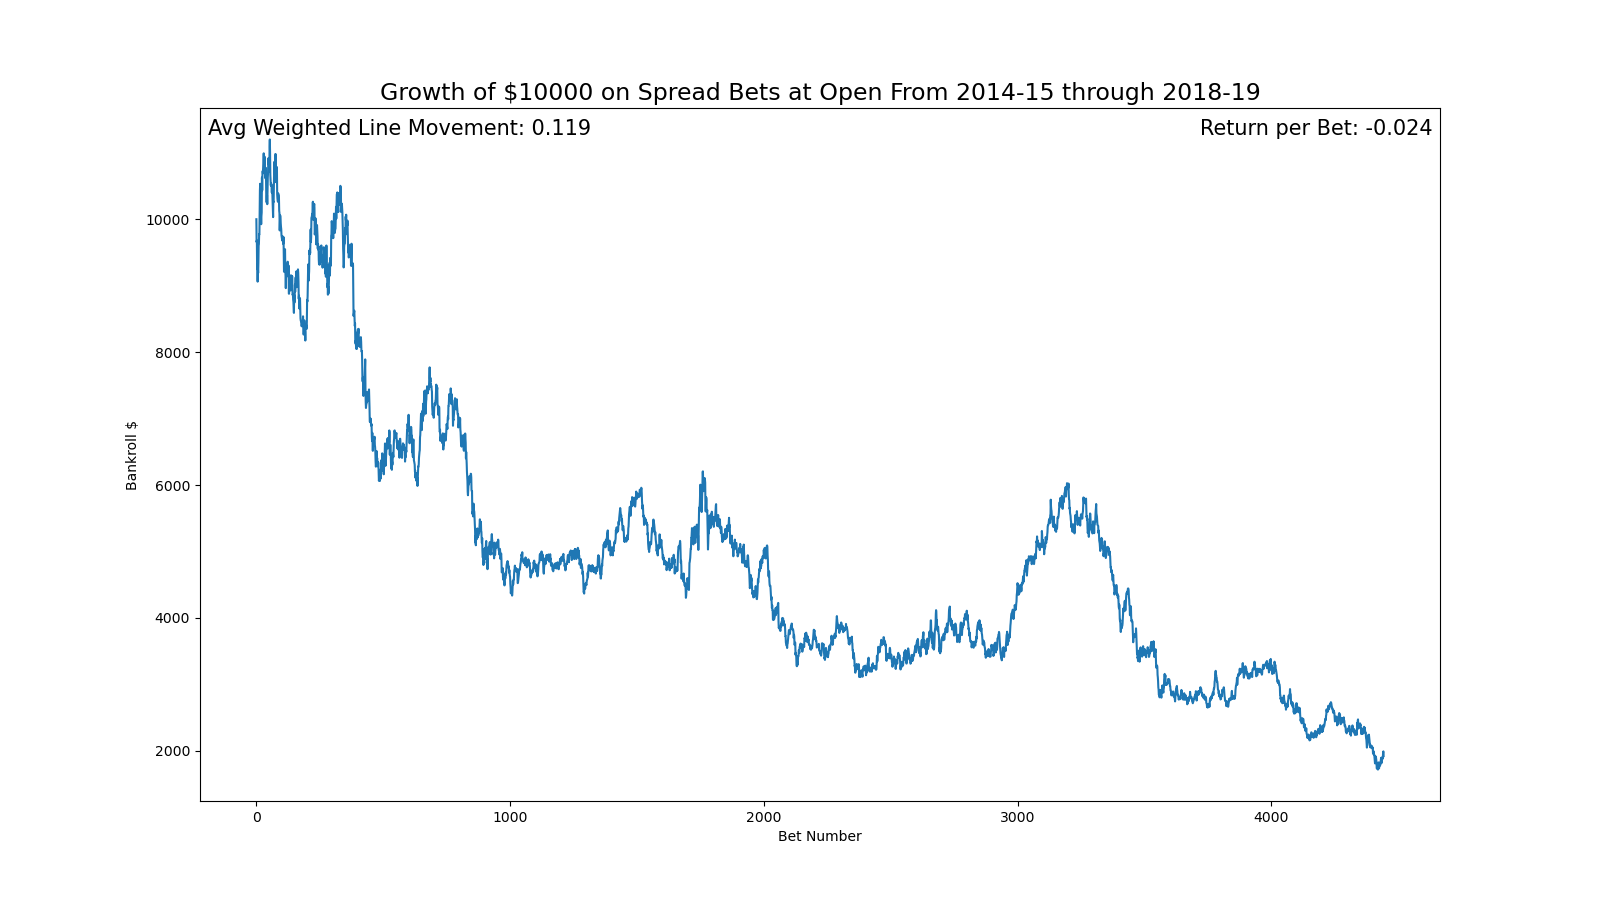 Growth of $10000 on Spread Bets at Open From 2014-15 through 2018-19
Avg Weighted Line Movement: 0.119
Return per Bet: -0.024
10000
8000
6000
4000
2000
Bankroll $
0
1000
2000
3000
4000
Bet Number